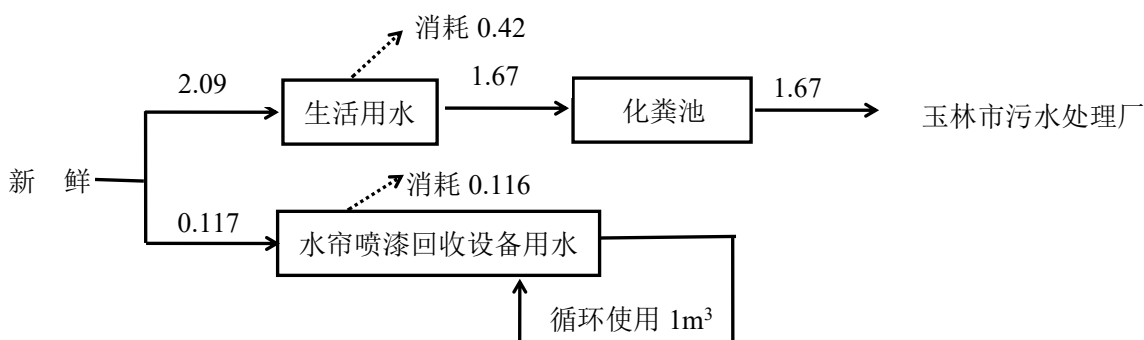 消耗 0.42
2.09
1.67
1.67
生活用水
化粪池
玉林市污水处理厂
新 鲜
消耗 0.116
0.117
水帘喷漆回收设备用水
循环使用 1m³